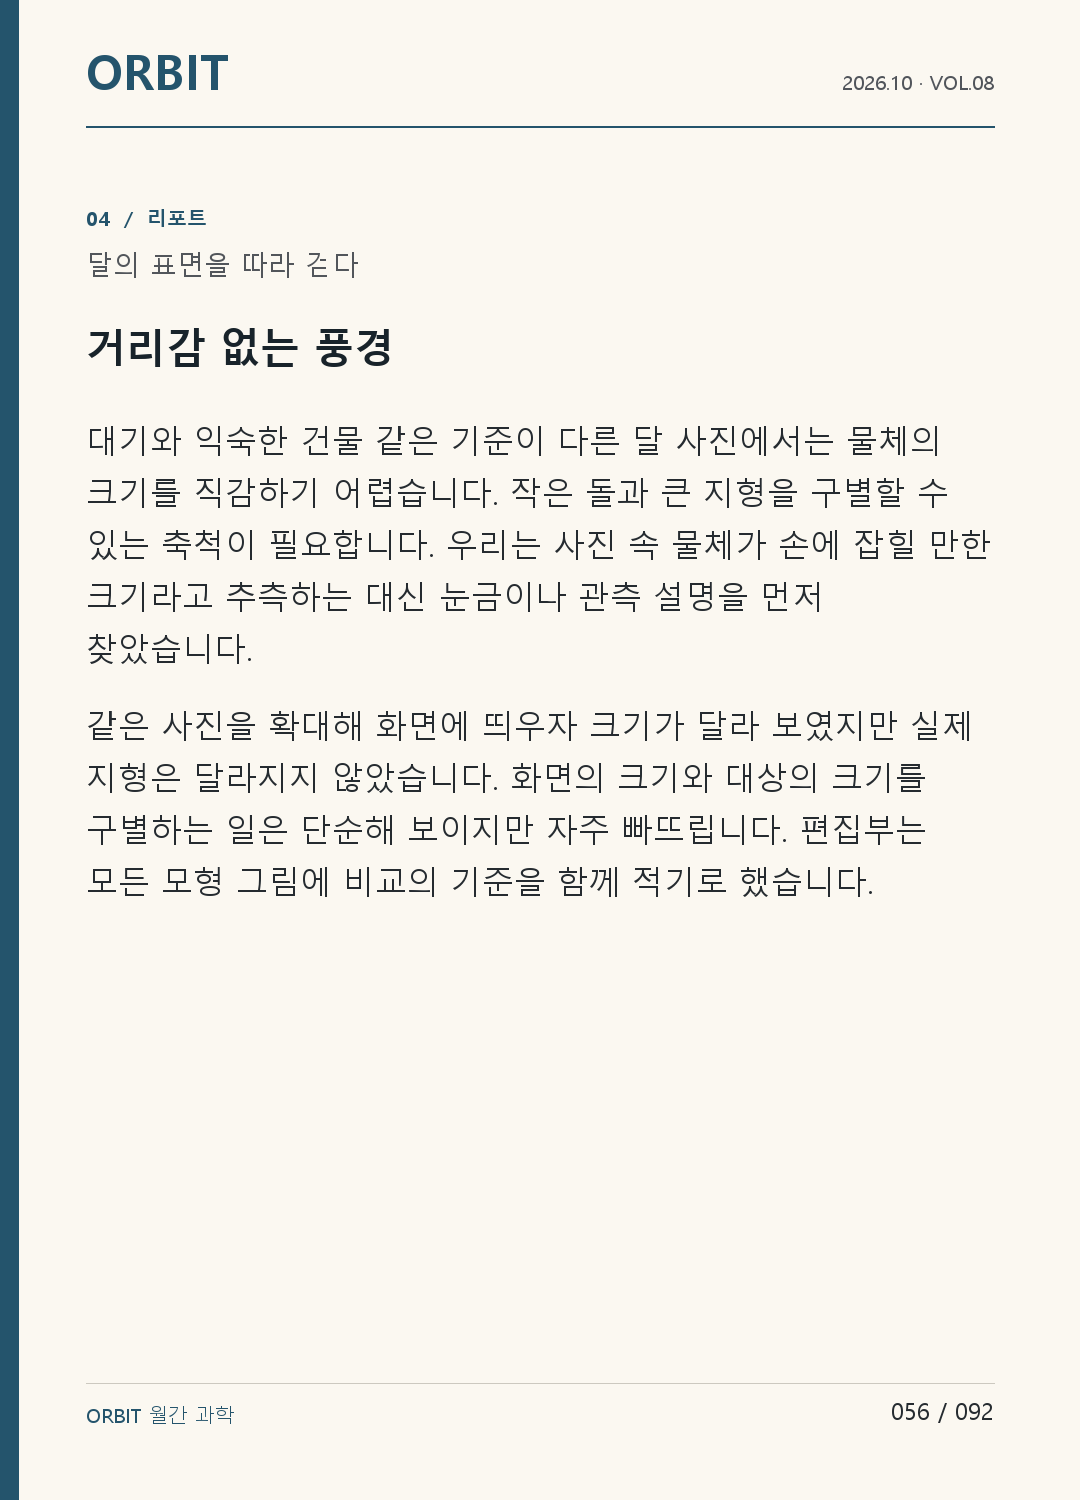 ORBIT
2026.10 · VOL.08
04 / 리포트
달의 표면을 따라 걷다
거리감 없는 풍경
대기와 익숙한 건물 같은 기준이 다른 달 사진에서는 물체의
크기를 직감하기 어렵습니다. 작은 돌과 큰 지형을 구별할 수
있는 축척이 필요합니다. 우리는 사진 속 물체가 손에 잡힐 만한
크기라고 추측하는 대신 눈금이나 관측 설명을 먼저
찾았습니다.
같은 사진을 확대해 화면에 띄우자 크기가 달라 보였지만 실제
지형은 달라지지 않았습니다. 화면의 크기와 대상의 크기를
구별하는 일은 단순해 보이지만 자주 빠뜨립니다. 편집부는
모든 모형 그림에 비교의 기준을 함께 적기로 했습니다.
ORBIT 월간 과학
056 / 092